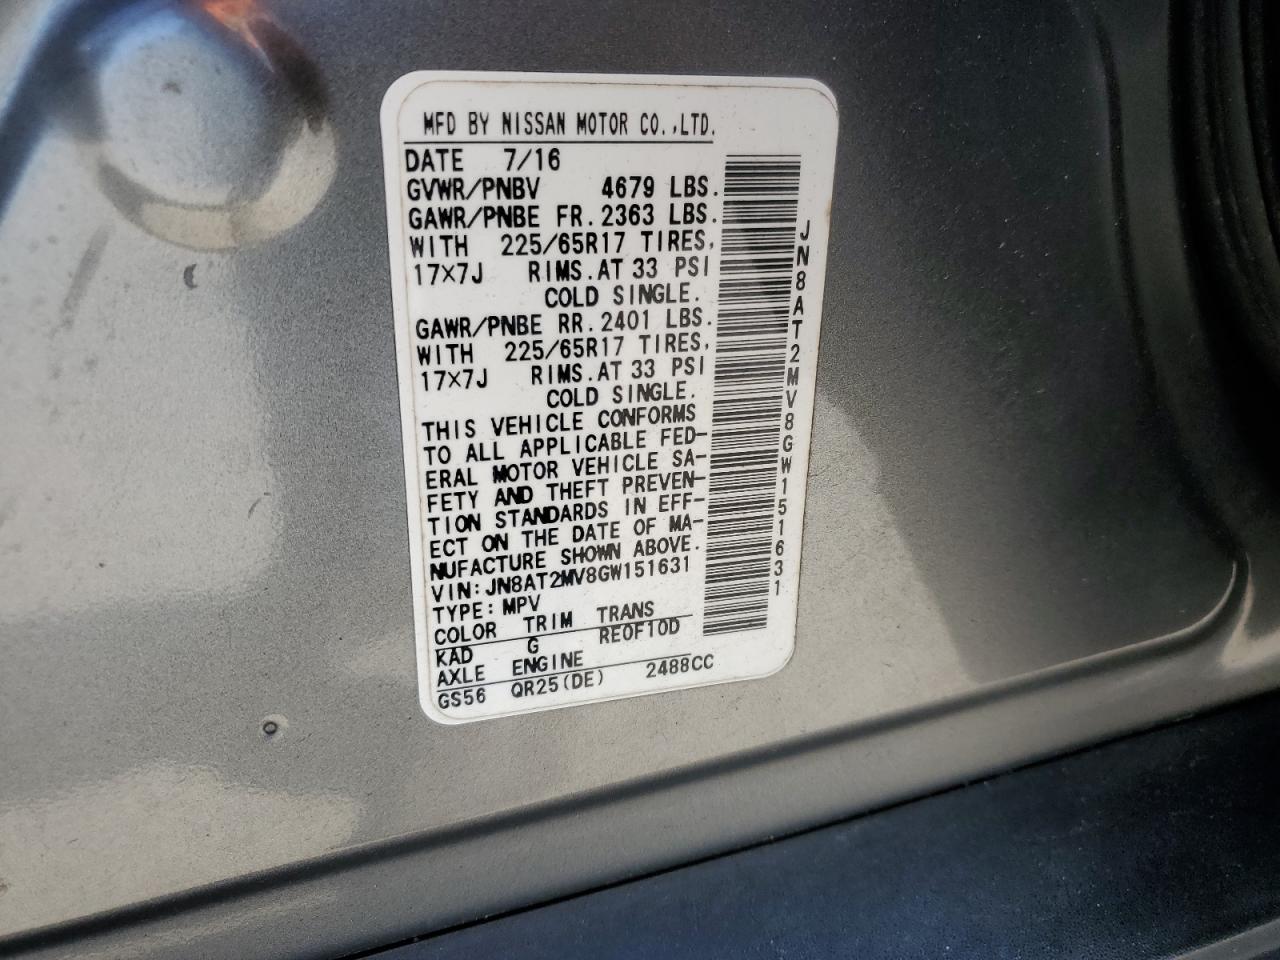 MFD BY NISSAN MOTOR CO.,LTD.
DATE 7/16
GVWR/PNBV 4679 LBS.
GAWR/PNBE FR.2363 LBS.
WITH 225/65R17 TIRES,
17×7J RIMS.AT 33 PSI
COLD SINGLE.
GAWR/PNBE RR.2401 LBS.
WITH 225/65R17 TIRES,
17×7J RIMS.AT 33 PSI
COLD SINGLE.
THIS VEHICLE CONFORMS
TO ALL APPLICABLE FED-
ERAL MOTOR VEHICLE SA-
FETY AND THEFT PREVEN-
TION STANDARDS IN EFF-
ECT ON THE DATE OF MA-
NUFACTURE SHOWN ABOVE.
VIN:JN8AT2MV8GW151631
TYPE:MPV
COLOR TRIM TRANS
KAD G RE0F10D
AXLE ENGINE
GS56 QR25(DE) 2488CC
JN8AT2MV8GW151631